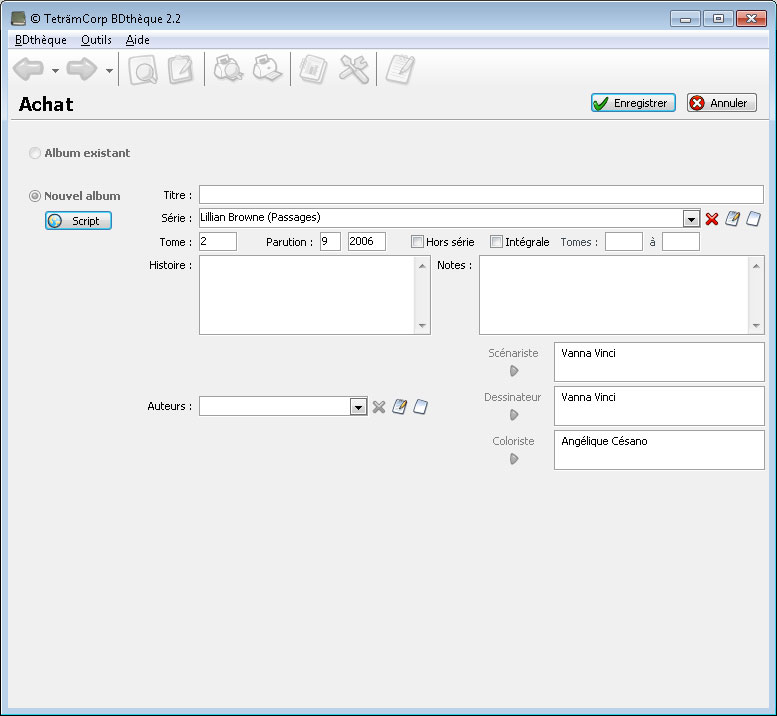 © TeträmCorp BDthèque 2.2
BDthèque Outils Aide
Achat
Enregistrer Annuler
Album existant
Nouvel album
Script
Titre :
Série : Lillian Browne (Passages)
Tome : 2 Parution : 9 2006 Hors série Intégrale Tomes : à
Histoire : Notes :
Scénariste Vanna Vinci
Dessinateur Vanna Vinci
Auteurs :
Coloriste Angélique Césano